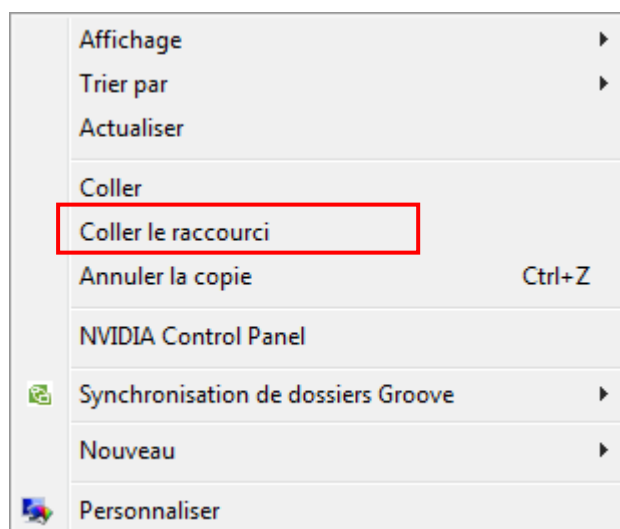 Affichage
Trier par
Actualiser
Coller
Coller le raccourci
Annuler la copie Ctrl+Z
NVIDIA Control Panel
Synchronisation de dossiers Groove
Nouveau
Personnaliser